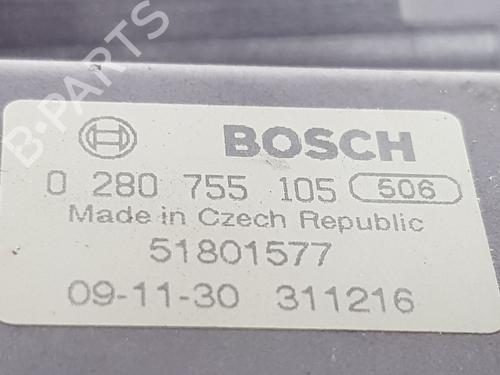 B-PARTS
BOSCH
0 280 755 105 506
Made in Czech Republic
51801577
09-11-30 311216